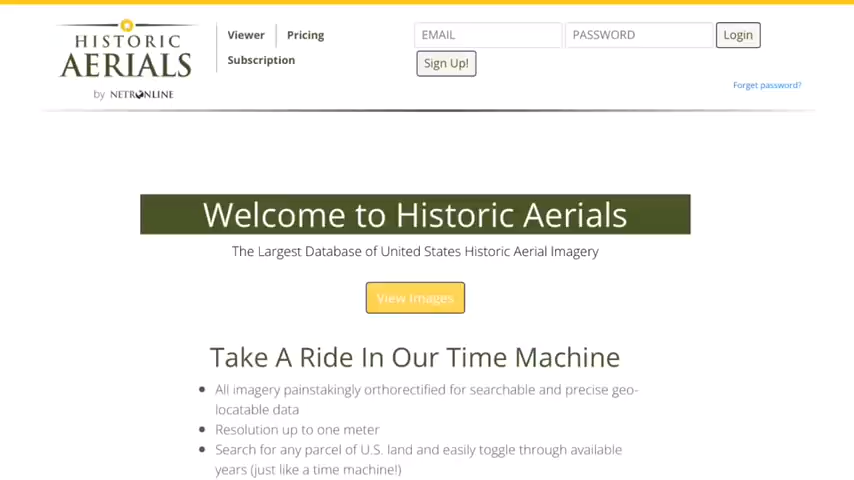 HISTORIC
AERIALS
by NETRONLINE
Viewer
Pricing
Subscription
EMAIL
PASSWORD
Login
Sign Up!
Forget password?
Welcome to Historic Aerials
The Largest Database of United States Historic Aerial Imagery
View Images
Take A Ride In Our Time Machine
All imagery painstakingly orthorectified for searchable and precise geo-
locatable data
Resolution up to one meter
Search for any parcel of U.S. land and easily toggle through available
years (just like a time machine!)